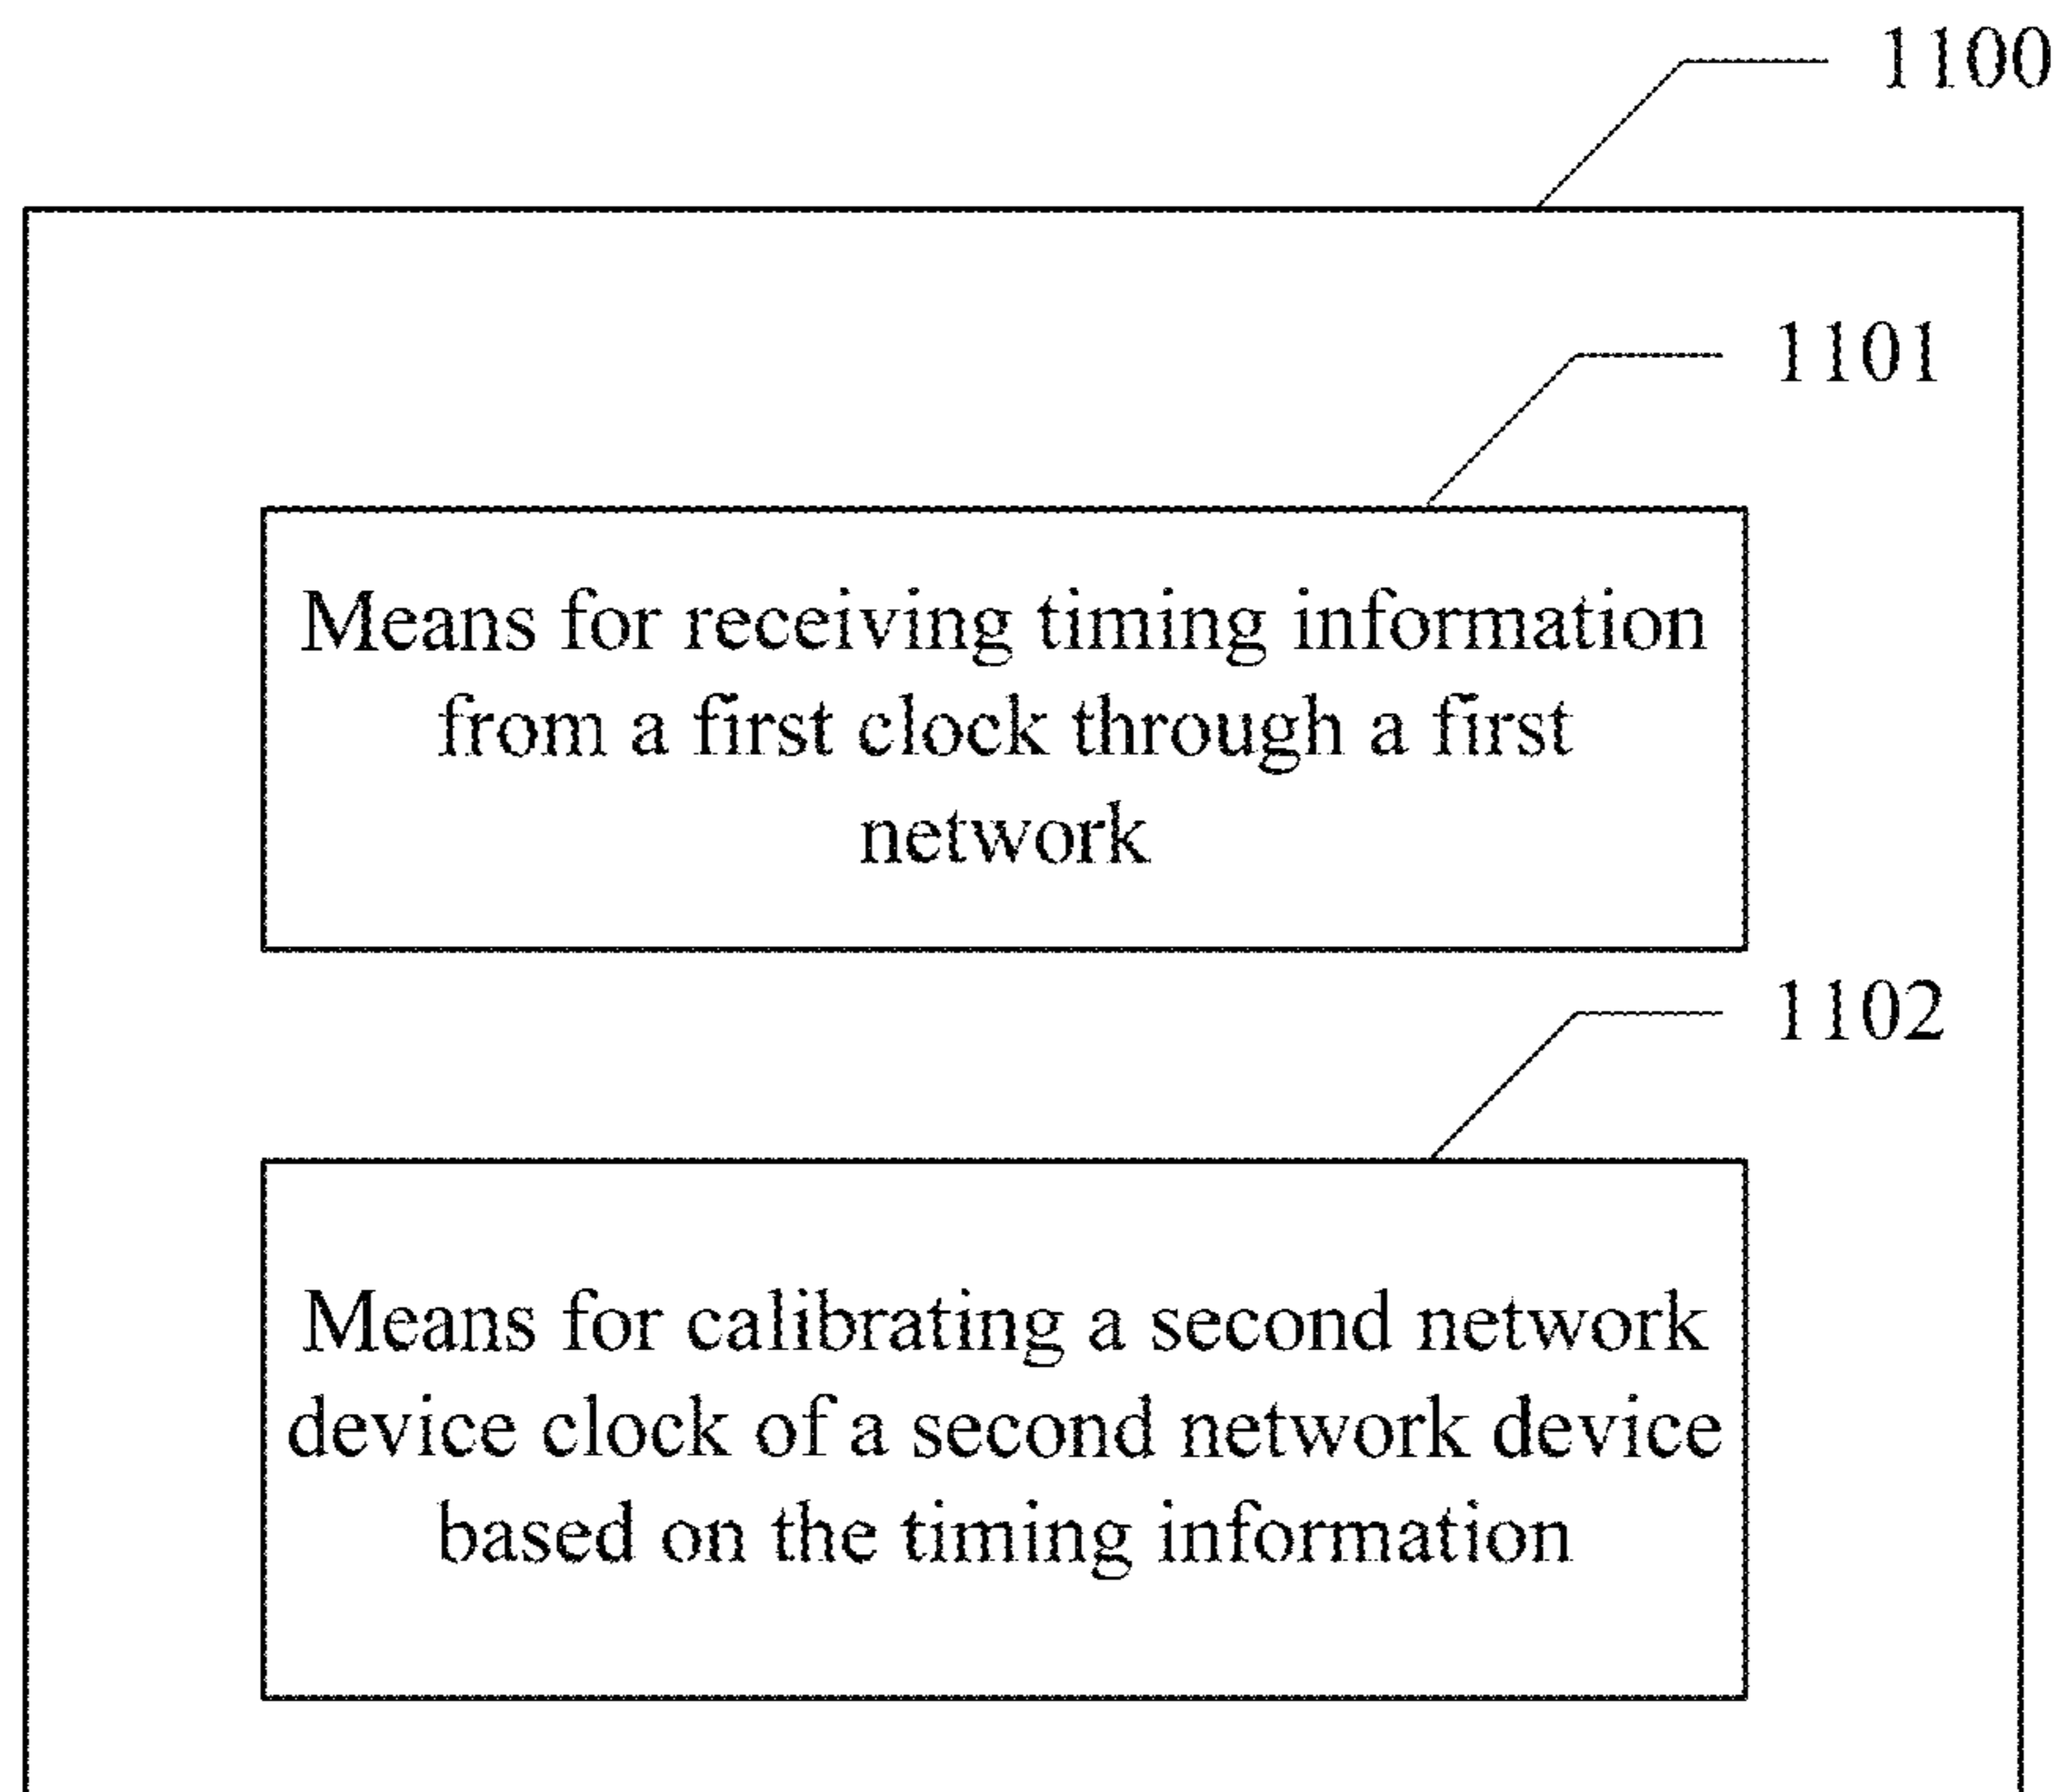 1100
1101
Means for receiving timing information
from a first clock through a first
network
1102
Means for calibrating a second network
device clock of a second network device
based on the timing information